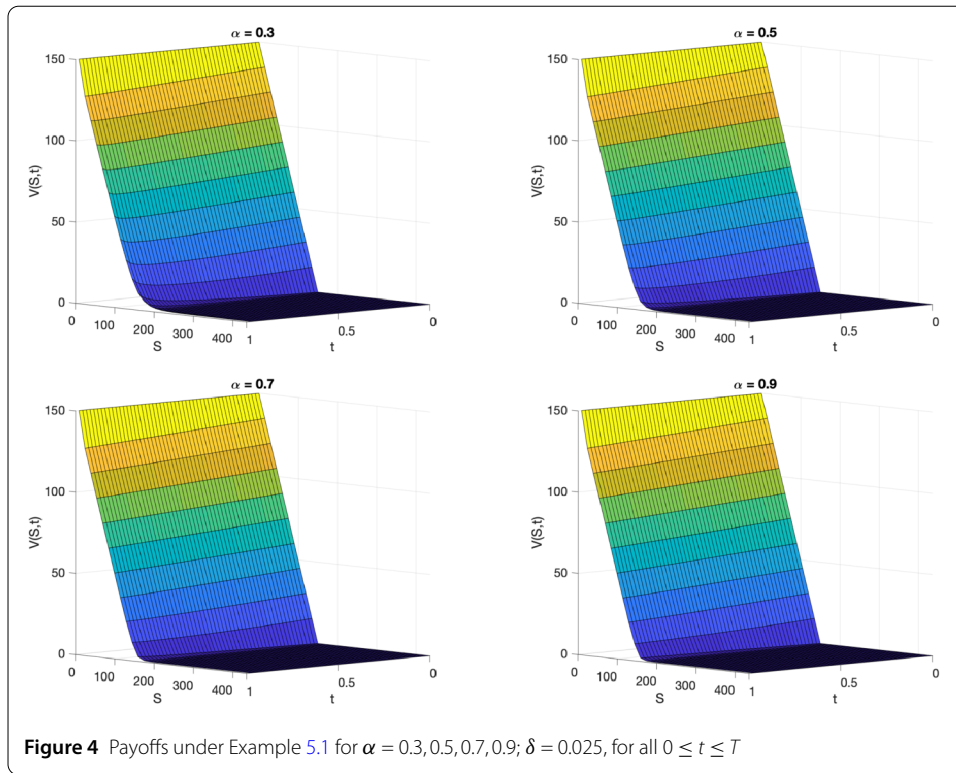 α = 0.3
150
100
50
0
V(S,t)
0
100
200
300
400
S
1
0.5
0
t
α = 0.5
150
100
50
0
V(S,t)
0
100
200
300
400
S
1
0.5
0
t
α = 0.7
150
100
50
0
V(S,t)
0
100
200
300
400
S
1
0.5
0
t
α = 0.9
150
100
50
0
V(S,t)
0
100
200
300
400
S
1
0.5
0
t
Figure 4 Payoffs under Example 5.1 for α = 0.3, 0.5, 0.7, 0.9; δ = 0.025, for all 0 ≤ t ≤ T